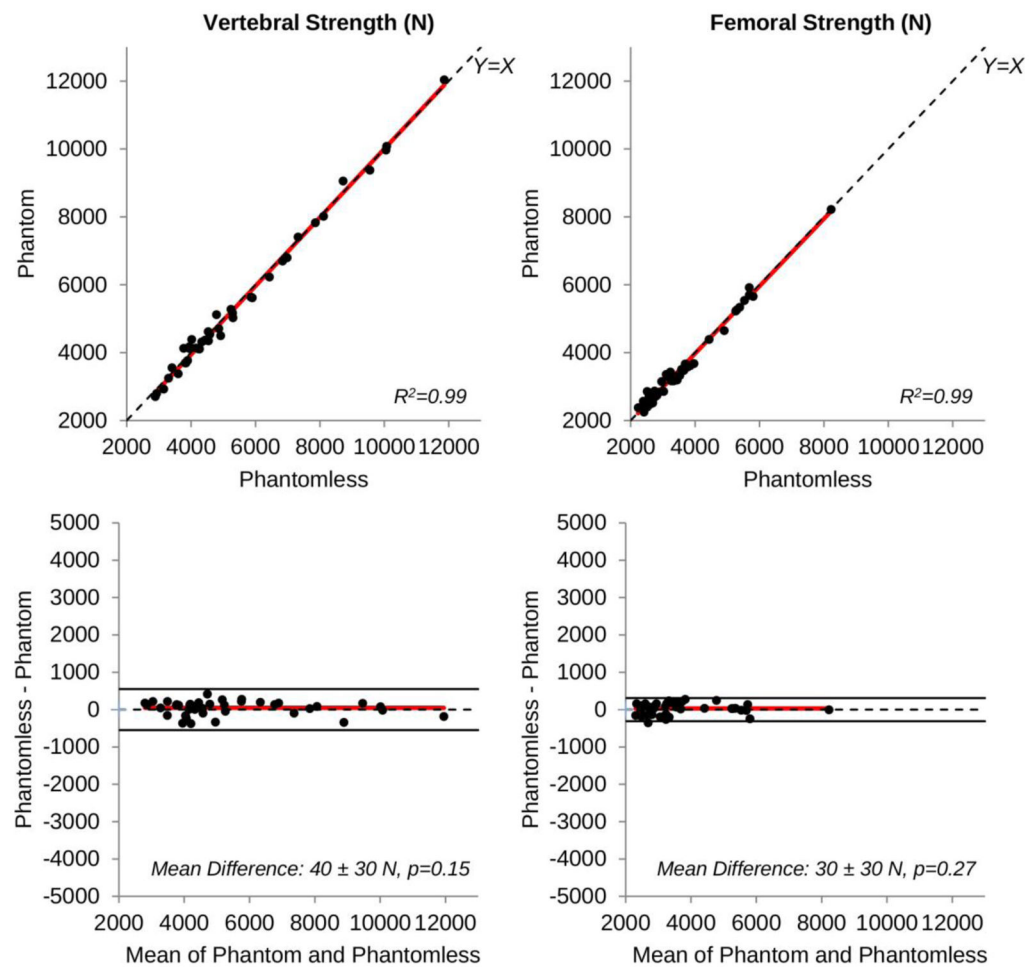 Vertebral Strength (N)
Y=X
12000
10000
8000
6000
4000
2000
Phantom
R²=0.99
2000 4000 6000 8000 10000 12000
Phantomless
Femoral Strength (N)
Y=X
12000
10000
8000
6000
4000
2000
Phantom
R²=0.99
2000 4000 6000 8000 10000 12000
Phantomless
5000
4000
3000
2000
1000
0
-1000
-2000
-3000
-4000
-5000
Phantomless - Phantom
Mean Difference: 40 ± 30 N, p=0.15
2000 4000 6000 8000 10000 12000
Mean of Phantom and Phantomless
5000
4000
3000
2000
1000
0
-1000
-2000
-3000
-4000
-5000
Phantomless - Phantom
Mean Difference: 30 ± 30 N, p=0.27
2000 4000 6000 8000 10000 12000
Mean of Phantom and Phantomless